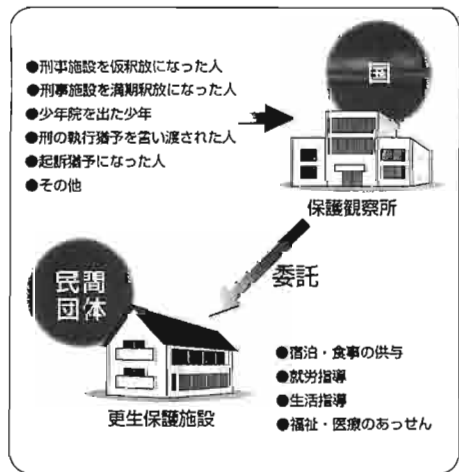 ●刑事施設を仮釈放になった人
●刑事施設を満期釈放になった人
●少年院を出た少年
●刑の執行猶予を言い渡された人
●起訴猶予になった人
●その他
国
保護観察所
委託
民間
団体
更生保護施設
●宿泊・食事の供与
●就労指導
●生活指導
●福祉・医療のあっせん